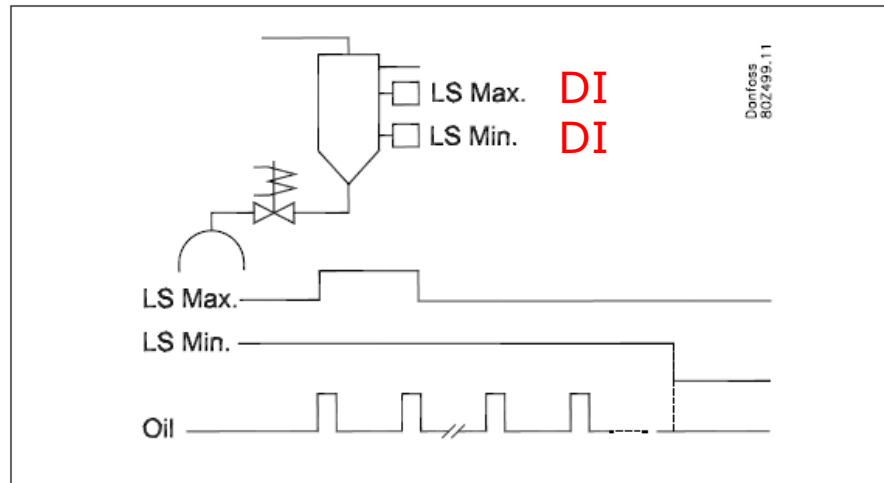 LS Max. DI
LS Min. DI
Danfoss
80Z499.11
LS Max.
LS Min.
Oil